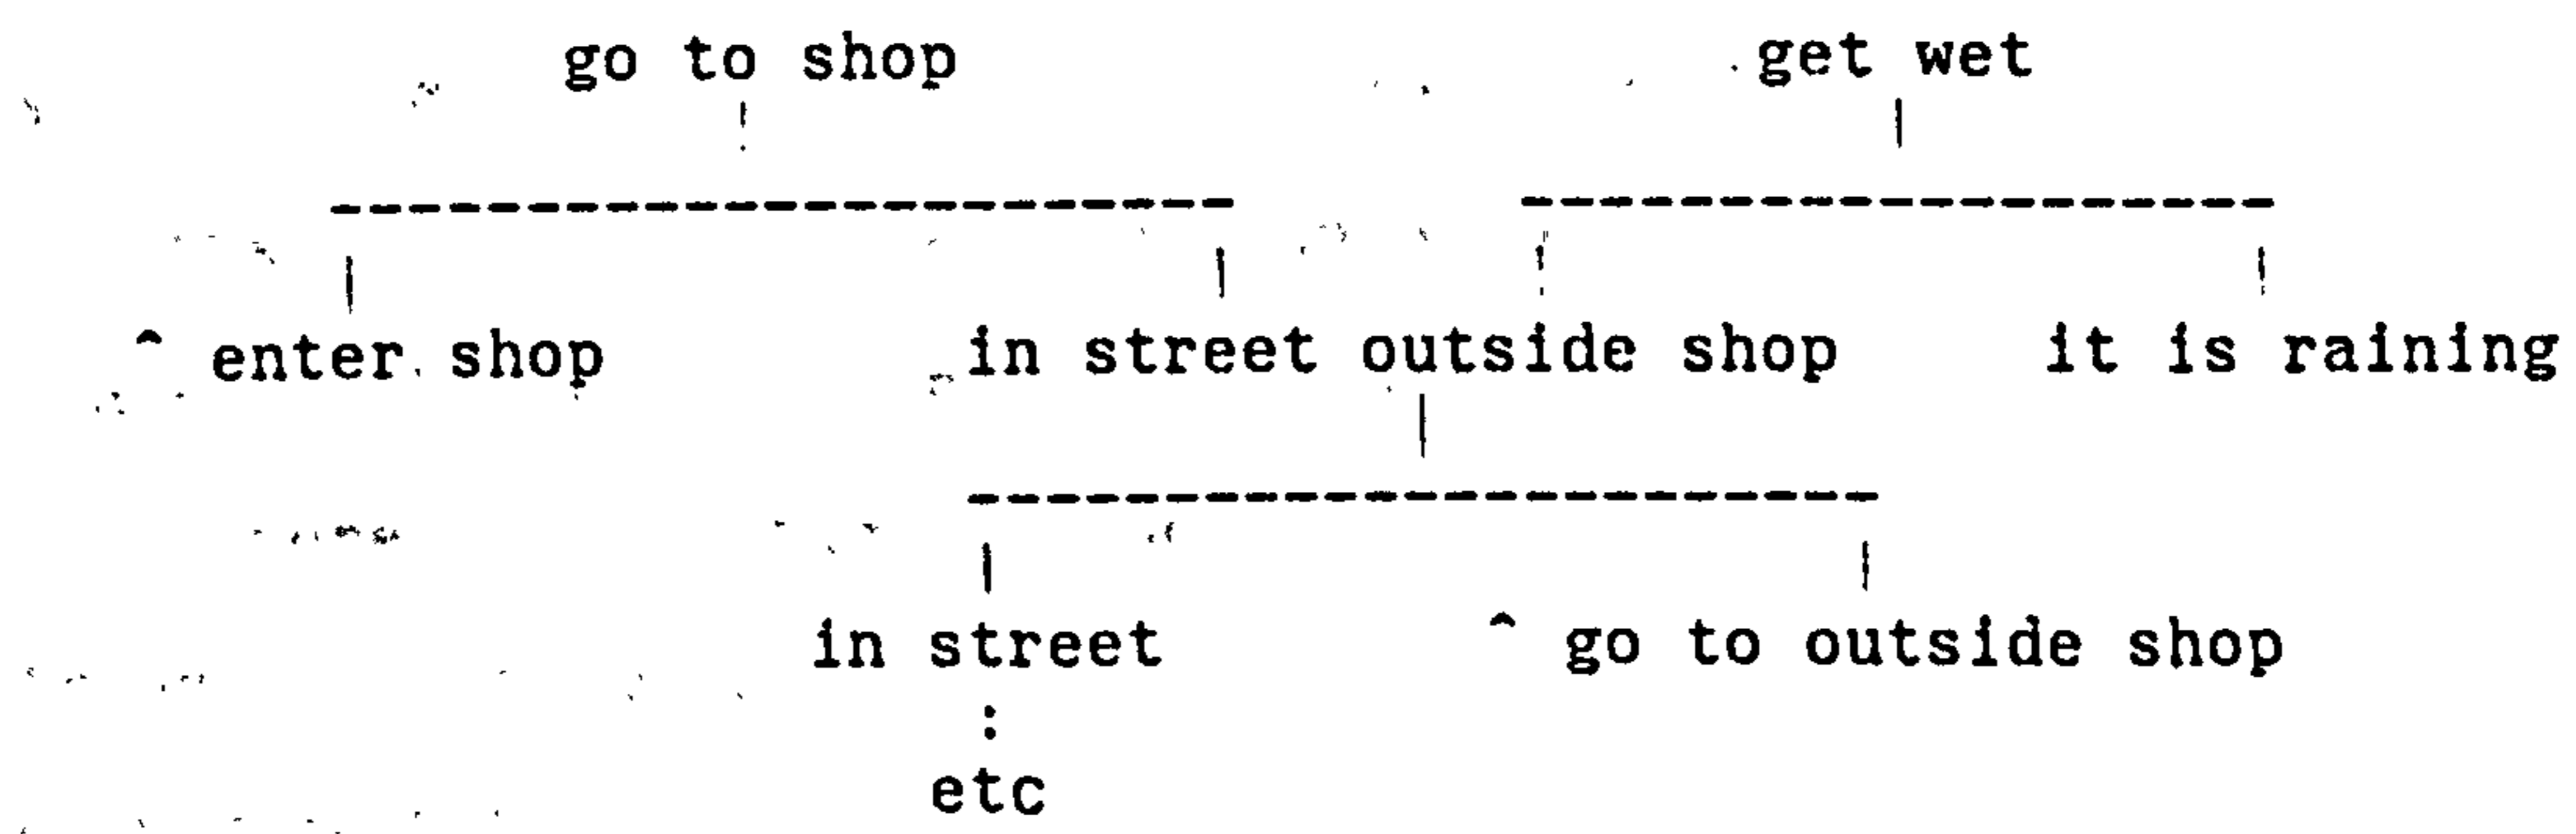 go to shop get wet
^ enter shop in street outside shop it is raining
in street ^ go to outside shop
:
etc